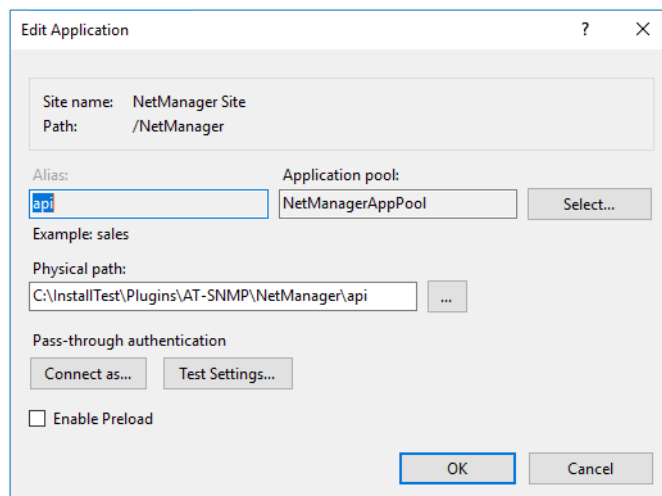 Edit Application
?
Site name: NetManager Site
Path: /NetManager
Alias: Application pool:
api NetManagerAppPool Select...
Example: sales
Physical path:
C:\InstallTest\Plugins\AT-SNMP\NetManager\api ...
Pass-through authentication
Connect as... Test Settings...
Enable Preload
OK Cancel